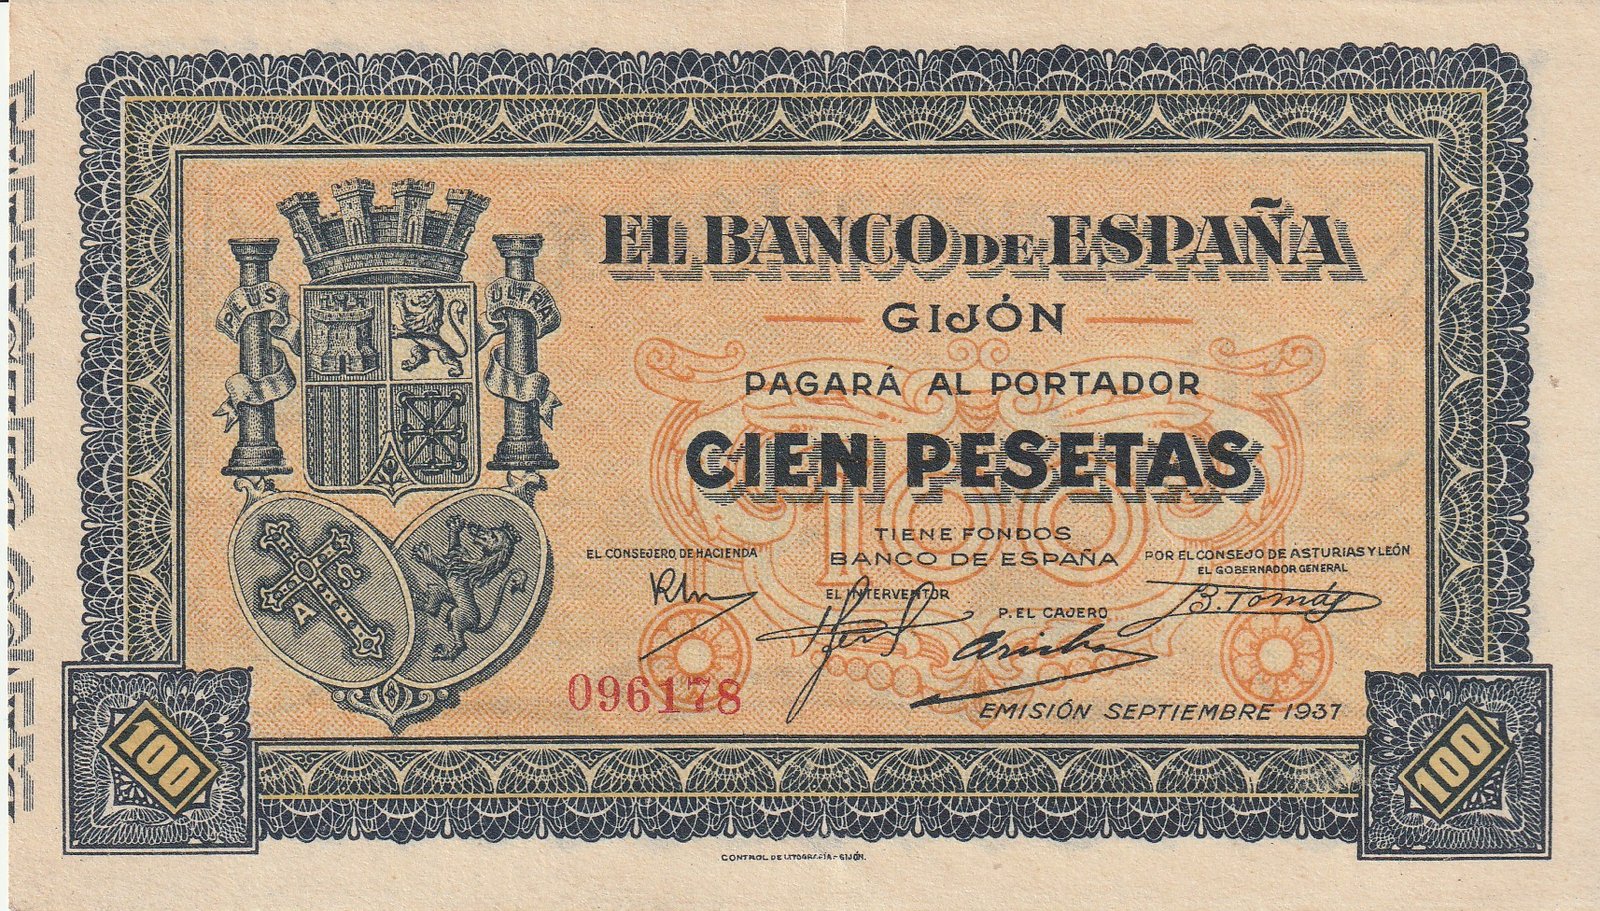 EL BANCO DE ESPAÑA
GIJÓN
PAGARÁ AL PORTADOR
CIEN PESETAS
100
TIENE FONDOS
BANCO DE ESPAÑA
EL CONSEJERO DE HACIENDA
EL INTERVENTOR
P. EL CAJERO
POR EL CONSEJO DE ASTURIAS Y LEÓN
EL GOBERNADOR GENERAL
B. Tomás
096178
EMISIÓN SEPTIEMBRE 1937
PLUS ULTRA
A
100
100
CONTROL DE LITOGRAFÍA - GIJÓN.